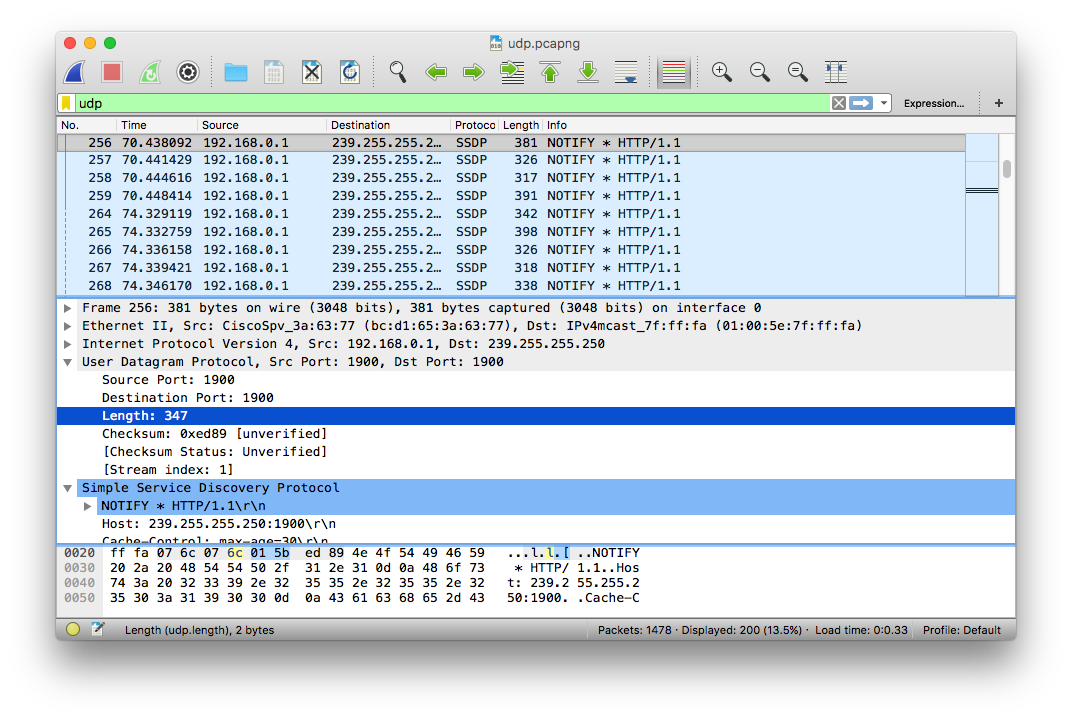 udp.pcapng
udp
Expression...
+
No. Time Source Destination Protoco Length Info
256 70.438092 192.168.0.1 239.255.255.2… SSDP 381 NOTIFY * HTTP/1.1
257 70.441429 192.168.0.1 239.255.255.2… SSDP 326 NOTIFY * HTTP/1.1
258 70.444616 192.168.0.1 239.255.255.2… SSDP 317 NOTIFY * HTTP/1.1
259 70.448414 192.168.0.1 239.255.255.2… SSDP 391 NOTIFY * HTTP/1.1
264 74.329119 192.168.0.1 239.255.255.2… SSDP 342 NOTIFY * HTTP/1.1
265 74.332759 192.168.0.1 239.255.255.2… SSDP 398 NOTIFY * HTTP/1.1
266 74.336158 192.168.0.1 239.255.255.2… SSDP 326 NOTIFY * HTTP/1.1
267 74.339421 192.168.0.1 239.255.255.2… SSDP 318 NOTIFY * HTTP/1.1
268 74.346170 192.168.0.1 239.255.255.2… SSDP 338 NOTIFY * HTTP/1.1
Frame 256: 381 bytes on wire (3048 bits), 381 bytes captured (3048 bits) on interface 0
Ethernet II, Src: CiscoSpv_3a:63:77 (bc:d1:65:3a:63:77), Dst: IPv4mcast_7f:ff:fa (01:00:5e:7f:ff:fa)
Internet Protocol Version 4, Src: 192.168.0.1, Dst: 239.255.255.250
User Datagram Protocol, Src Port: 1900, Dst Port: 1900
Source Port: 1900
Destination Port: 1900
Length: 347
Checksum: 0xed89 [unverified]
[Checksum Status: Unverified]
[Stream index: 1]
Simple Service Discovery Protocol
NOTIFY * HTTP/1.1\r\n
Host: 239.255.255.250:1900\r\n
Cache-Control: max-age=30\r\n
0020 ff fa 07 6c 07 6c 01 5b ed 89 4e 4f 54 49 46 59 ...l.l.[ ..NOTIFY
0030 20 2a 20 48 54 54 50 2f 31 2e 31 0d 0a 48 6f 73 * HTTP/ 1.1..Hos
0040 74 3a 20 32 33 39 2e 32 35 35 2e 32 35 35 2e 32 t: 239.2 55.255.2
0050 35 30 3a 31 39 30 30 0d 0a 43 61 63 68 65 2d 43 50:1900. .Cache-C
Length (udp.length), 2 bytes
Packets: 1478 · Displayed: 200 (13.5%) · Load time: 0:0.33
Profile: Default